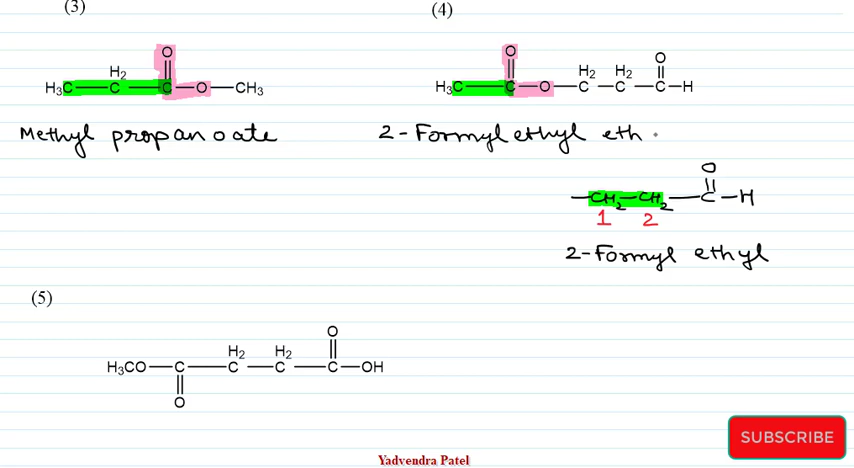 (3) (4)
O O O
H₂ H₂ H₂
H₃C—C—C—O—CH₃ H₃C—C—O—C—C—C—H
Methyl propanoate 2-Formyl ethyl eth
O
—CH₂—CH₂—C—H
1 2
2-Formyl ethyl
(5)
O
H₂ H₂
H₃CO—C—C—C—C—OH
O
SUBSCRIBE
Yadvendra Patel